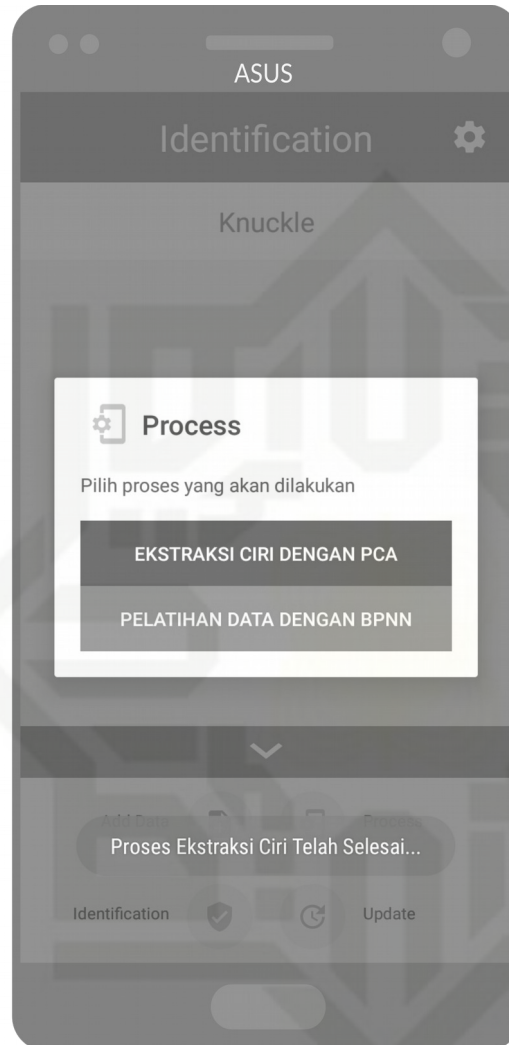 ASUS
Identification
Knuckle
Process
Pilih proses yang akan dilakukan
EKSTRAKSI CIRI DENGAN PCA
PELATIHAN DATA DENGAN BPNN
Add Data Process
Proses Ekstraksi Ciri Telah Selesai...
Identification Update